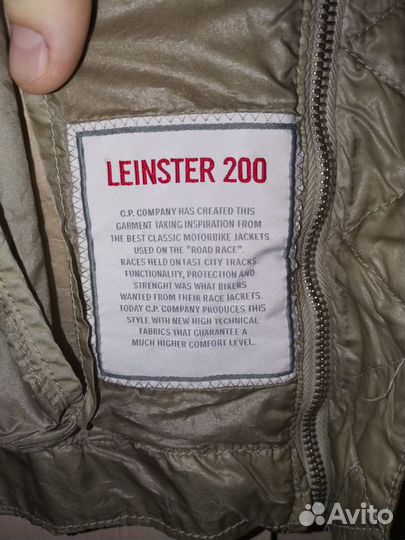 LEINSTER 200
C.P. COMPANY HAS CREATED THIS
GARMENT TAKING INSPIRATION FROM
THE BEST CLASSIC MOTORBIKE JACKETS
USED ON THE "ROAD RACE".
RACES HELD ON FAST CITY TRACKS.
FUNCTIONALITY, PROTECTION AND
STRENGHT WAS WHAT BIKERS
WANTED FROM THEIR RACE JACKETS.
TODAY C.P. COMPANY PRODUCES THIS
STYLE WITH NEW HIGH TECHNICAL
FABRICS THAT GUARANTEE A
MUCH HIGHER COMFORT LEVEL.
Avito